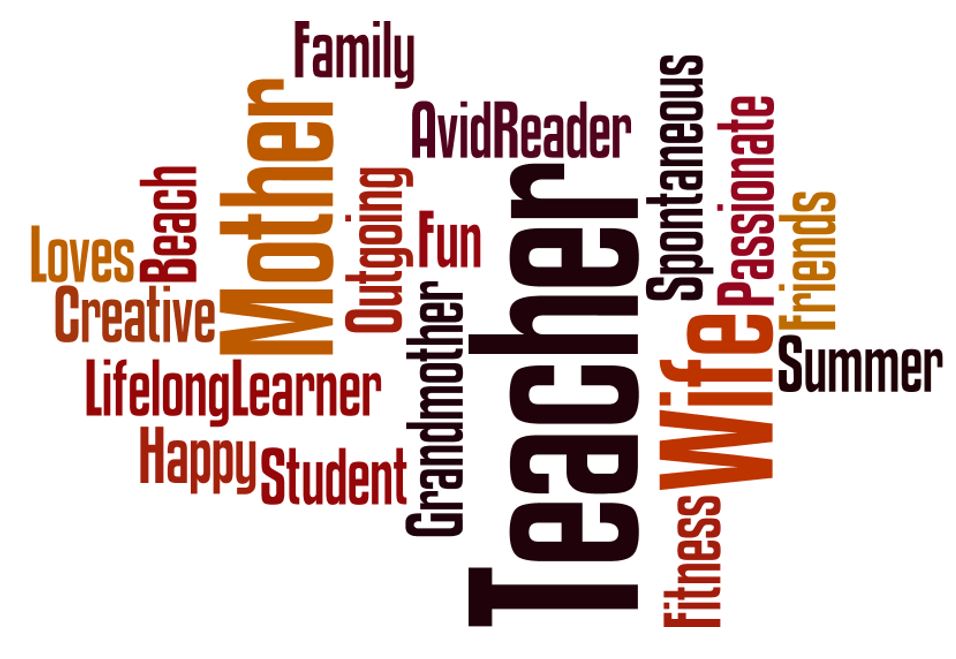 Family
AvidReader
Spontaneous
Passionate
Mother
Beach
Outgoing
Loves
Fun
Friends
Creative
Teacher
Grandmother
Wife
Summer
LifelongLearner
Happy
Student
Fitness